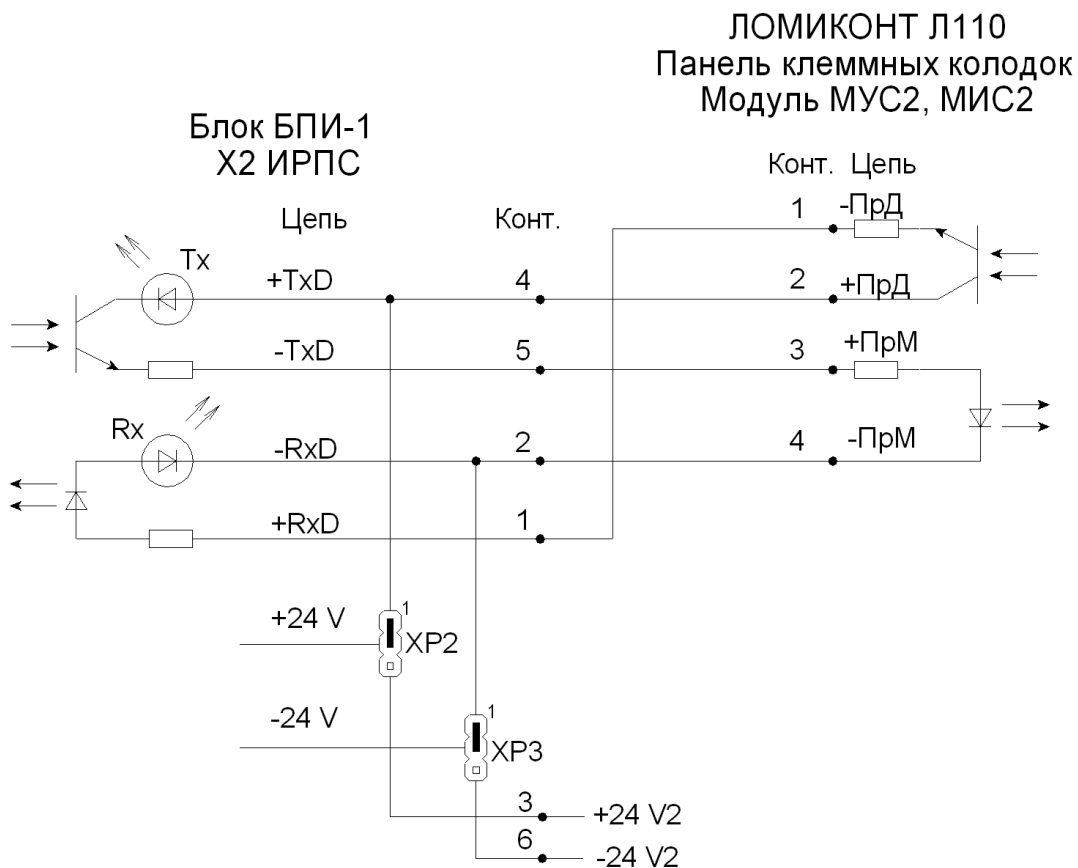 ЛОМИКОНТ Л110
Панель клеммных колодок
Модуль МУС2, МИС2
Блок БПИ-1
X2 ИРПС
Конт. Цепь
Цепь
Конт.
1 -ПрД
Tx
+TxD
4
2 +ПрД
-TxD
5
3 +ПрМ
Rx
-RxD
2
4 -ПрМ
+RxD
1
1
+24 V
XP2
1
-24 V
XP3
3 +24 V2
6 -24 V2